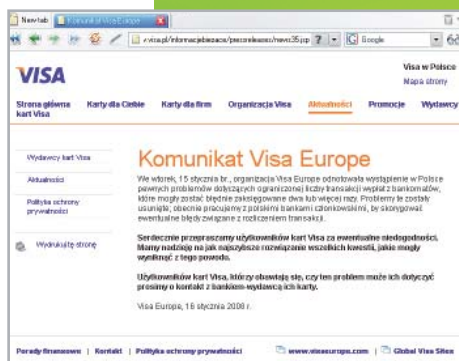 New tab Komunikat Visa Europe
Google
VISA
Visa w Polsce
Mapa strony
Strona główna Karty dla Ciebie Karty dla firm Organizacja Visa Aktualności Promocje Wydawcy
kart Visa
Wydawcy kart Visa
Aktualności
Polityka ochrony
prywatności
Wydrukujtę stronę
Komunikat Visa Europe
We wtorek, 15 stycznia br., organizacja Visa Europe odnotowała wystąpienie w Polsce
pewnych problemów dotyczących ograniczonej liczby transakcji wypłat z bankomatów,
które mogły zostać błędnie zaksięgowane dwa lub więcej razy. Problemy te zostały
usunięte; obecnie pracujemy z polskimi bankami członkowskimi, by skorygować
ewentualne błędy związane z rozliczeniem transakcji.
Serdecznie przepraszamy użytkowników kart Visa za ewentualne niedogodności.
Mamy nadzieję na jak najszybsze rozwiązanie wszelkich kwestii, jakie mogły
wyniknąć z tego powodu.
Użytkowników kart Visa, którzy obawiają się, czy ten problem może ich dotyczyć
prosimy o kontakt z bankiem-wydawcą ich karty.
Visa Europe, 16 stycznia 2008 r.
Porady finansowe | Kontakt | Polityka ochrony prywatności www.visaeurope.com | Global Visa Sites